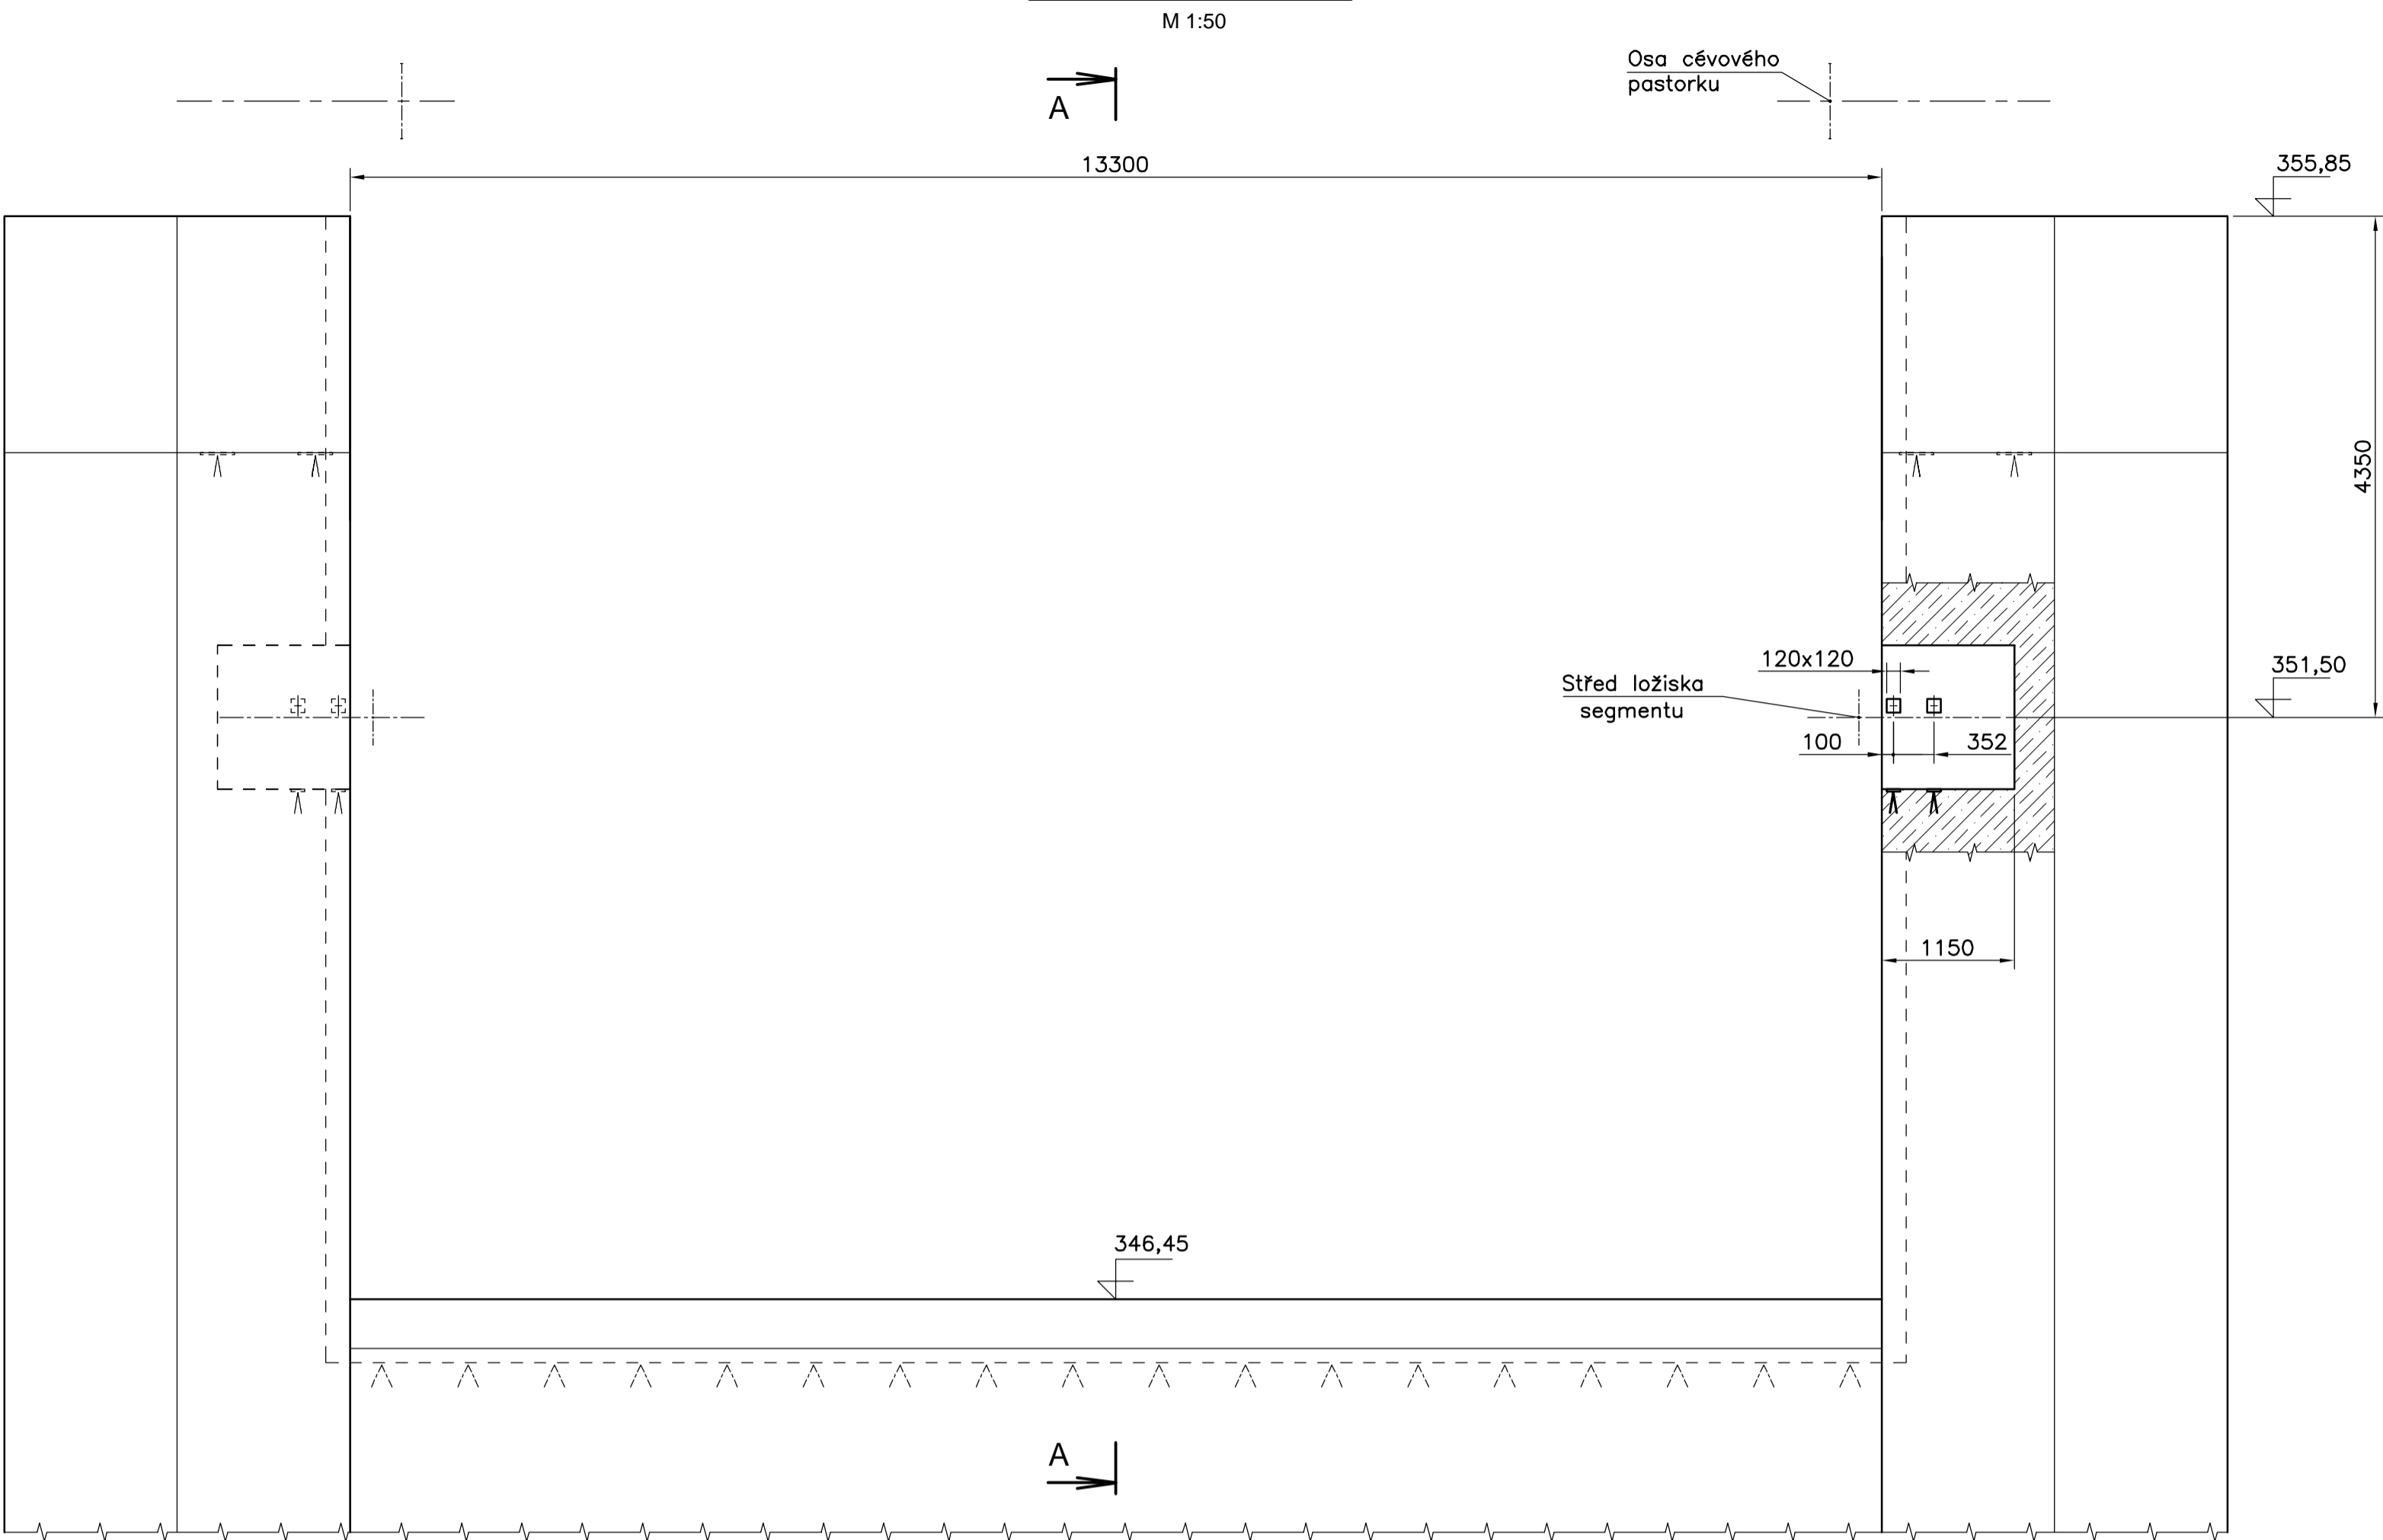 M 1:50
Osa cévového
pastorku
A
13300
355,85
4350
120x120
351,50
Střed ložiska
segmentu
100
352
1150
346,45
A